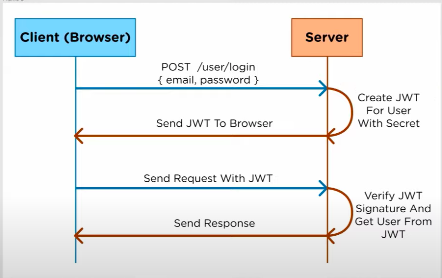 Client (Browser)
Server
POST /user/login
{ email, password }
Create JWT
For User
With Secret
Send JWT To Browser
Send Request With JWT
Verify JWT
Signature And
Get User From
JWT
Send Response